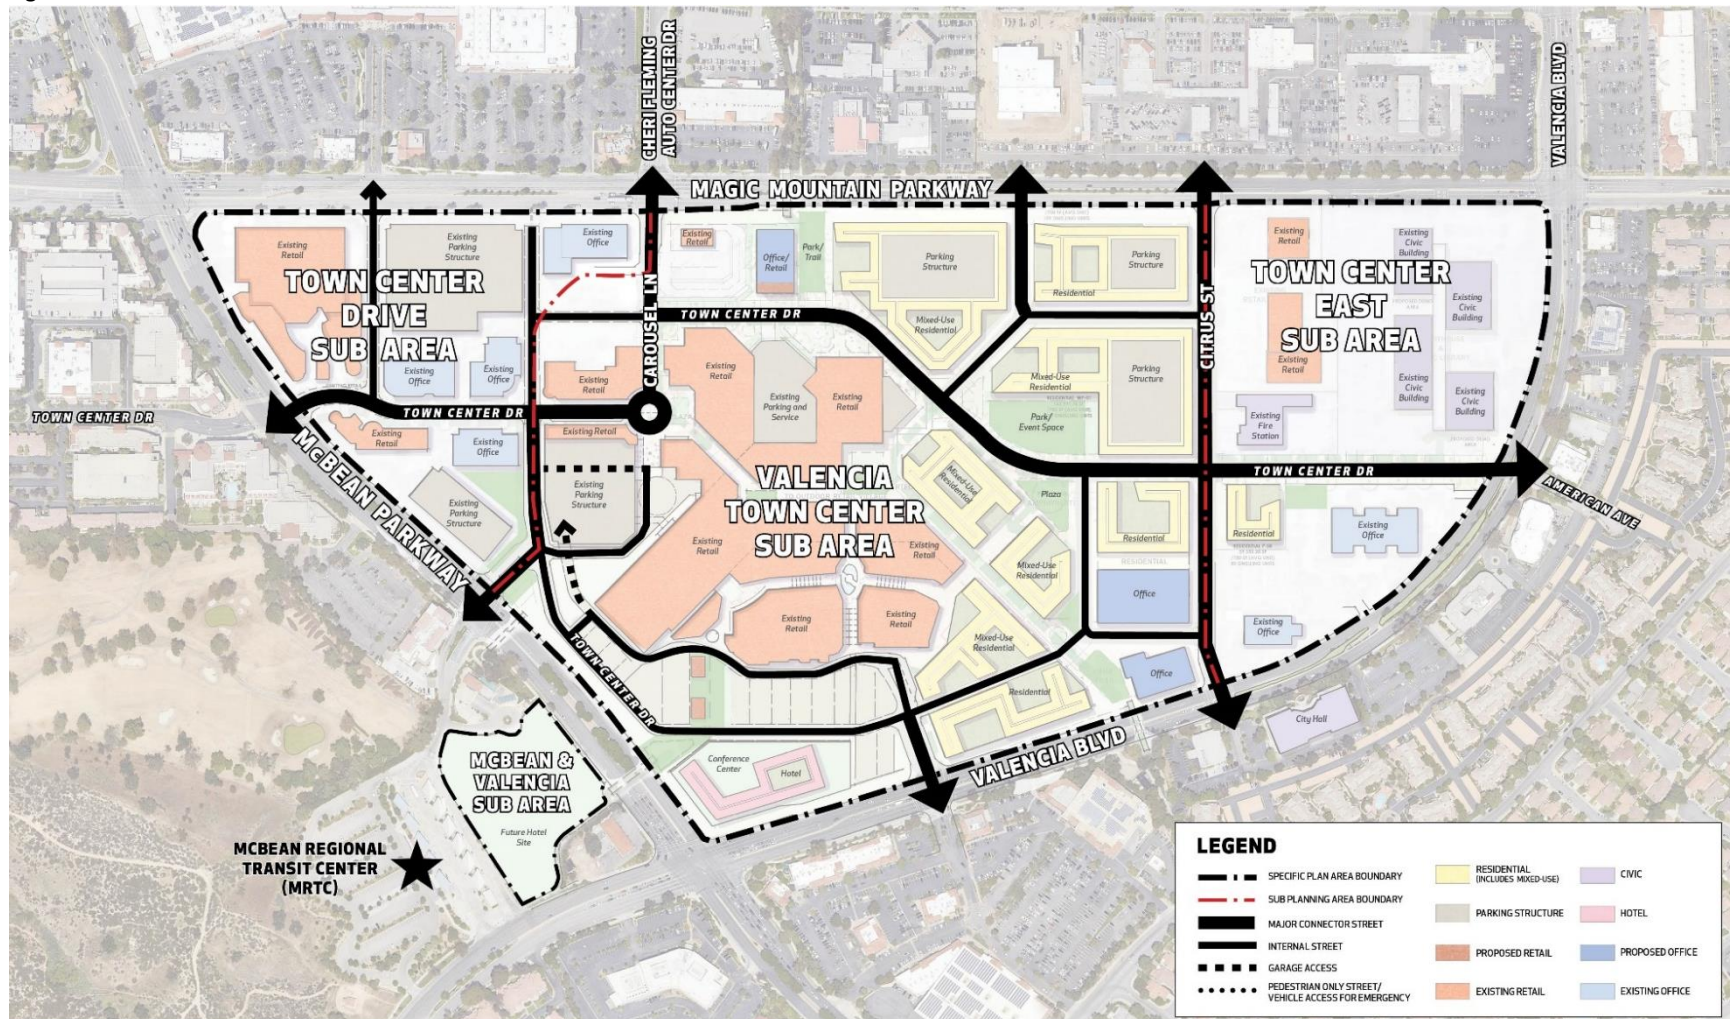 CHERI FLEMING
AUTO CENTER DR
VALENCIA BLVD
MAGIC MOUNTAIN PARKWAY
Existing
Retail
Existing
Parking
Structure
Existing
Office
Existing
Retail
Office/
Retail
Park/
Trail
Parking
Structure
Mixed-Use
Residential
Parking
Structure
Residential
Existing
Retail
Existing
Civic
Building
Existing
Civic
Building
TOWN CENTER
DRIVE
SUB AREA
CAROUSEL LN
TOWN CENTER DR
CITRUS ST
TOWN CENTER
EAST
SUB AREA
Existing
Office
Existing
Office
Existing
Retail
Existing
Retail
Existing
Parking and
Service
Existing
Retail
Mixed-Use
Residential
Parking
Structure
Existing
Retail
Existing
Civic
Building
Existing
Civic
Building
TOWN CENTER DR
TOWN CENTER DR
Existing
Retail
Existing
Office
Existing Retail
Park/
Event Space
Existing
Fire
Station
McBEAN PARKWAY
Existing
Parking
Structure
Existing
Parking
Structure
VALENCIA
TOWN CENTER
SUB AREA
Mixed-Use
Residential
Plaza
TOWN CENTER DR
AMERICAN AVE
Existing
Retail
Existing
Retail
Mixed-Use
Residential
Residential
RESIDENTIAL
Residential
Existing
Office
Existing
Retail
Existing
Retail
Office
Existing
Office
TOWN CENTER DR
Mixed-Use
Residential
Residential
Office
City Hall
VALENCIA BLVD
Conference
Center
Hotel
MCBEAN &
VALENCIA
SUB AREA
Future Hotel
Site
MCBEAN REGIONAL
TRANSIT CENTER
(MRTC)
LEGEND
SPECIFIC PLAN AREA BOUNDARY
SUB PLANNING AREA BOUNDARY
MAJOR CONNECTOR STREET
INTERNAL STREET
GARAGE ACCESS
PEDESTRIAN ONLY STREET/
VEHICLE ACCESS FOR EMERGENCY
RESIDENTIAL
(INCLUDES MIXED-USE)
PARKING STRUCTURE
PROPOSED RETAIL
EXISTING RETAIL
CIVIC
HOTEL
PROPOSED OFFICE
EXISTING OFFICE